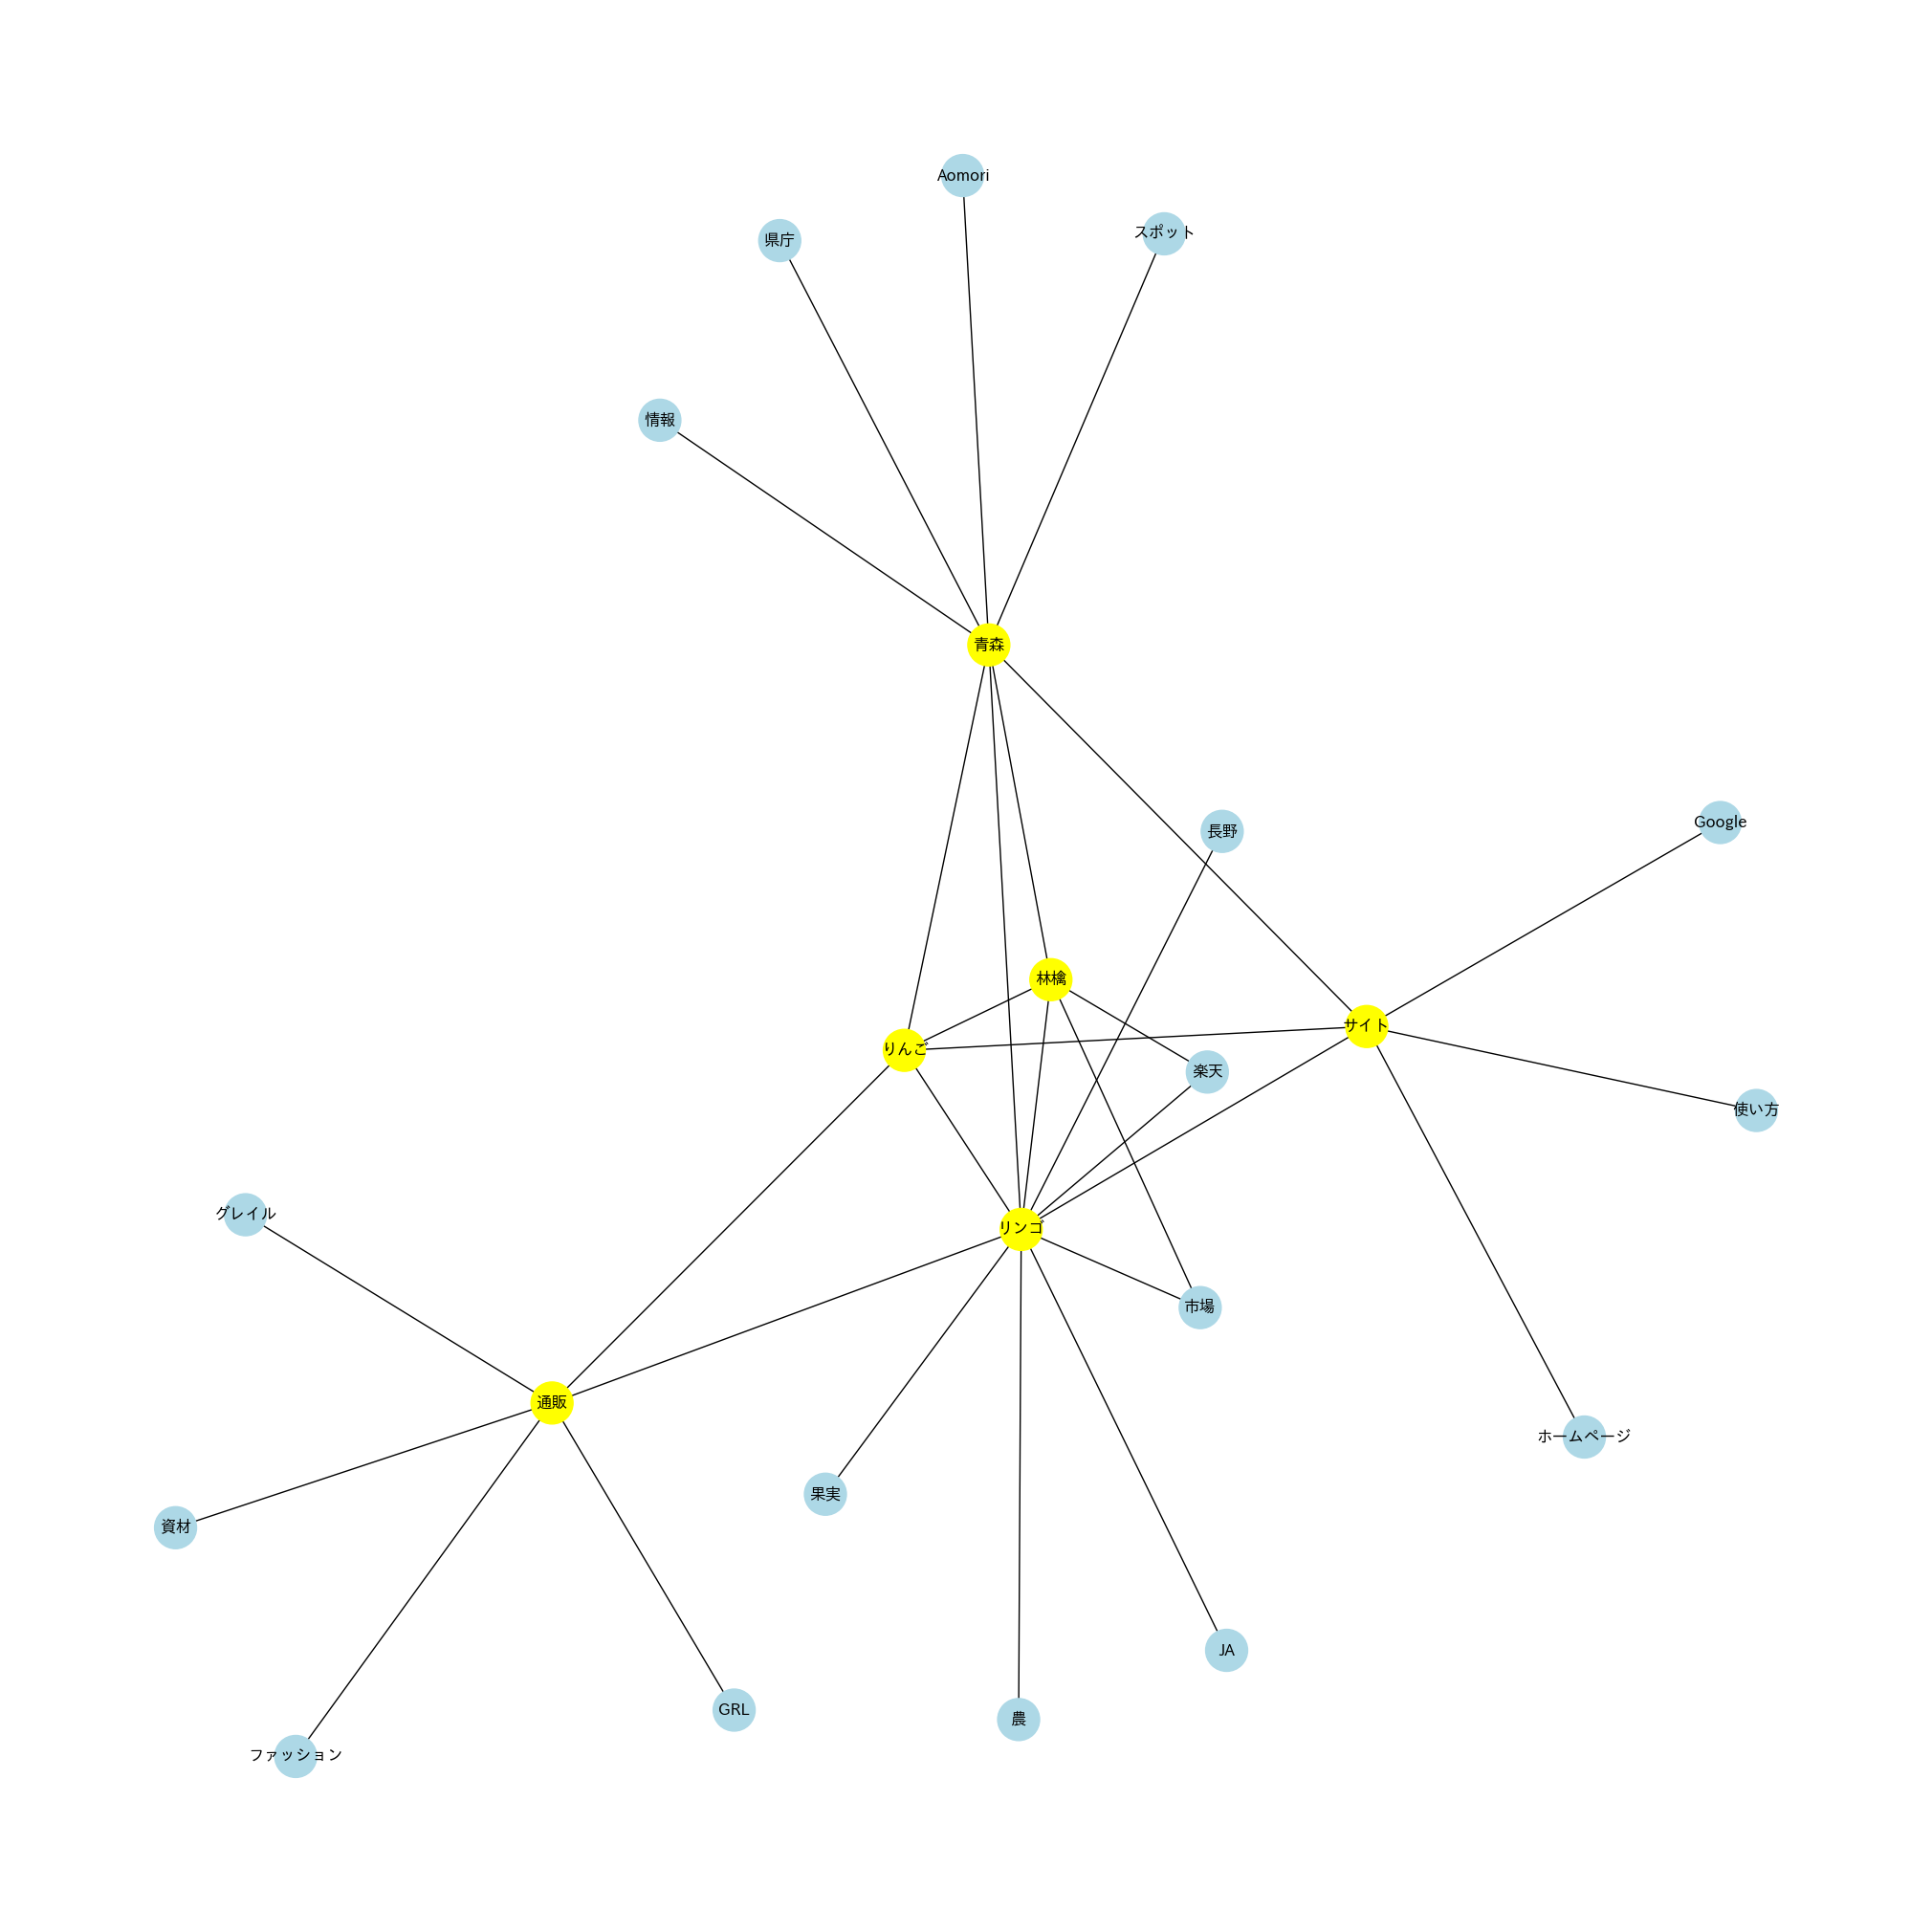 Aomori
スポット
県庁
情報
青森
Google
長野
林檎
サイト
りんご
楽天
使い方
グレイル
リンゴ
市場
通販
ホームページ
果実
資材
JA
GRL
農
ファッション